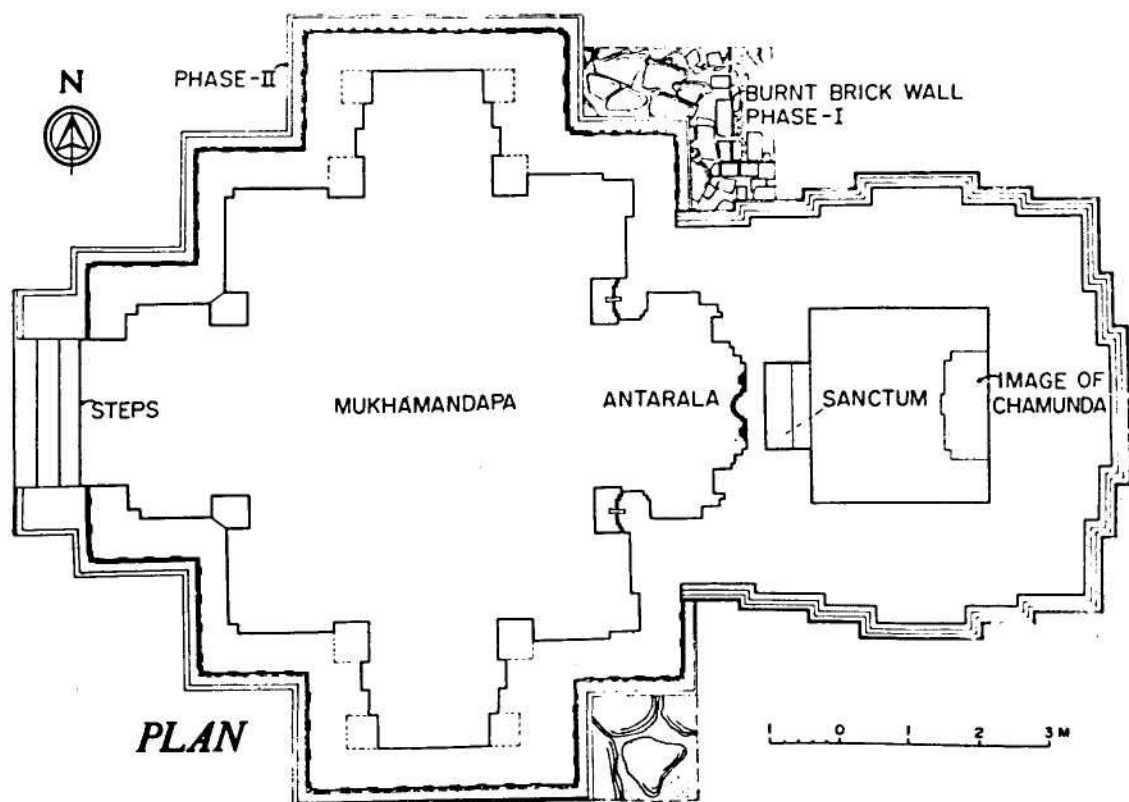 N
PHASE-II
BURNT BRICK WALL
PHASE-I
STEPS
MUKHAMANDAPA
ANTARALA
SANCTUM
IMAGE OF
CHAMUNDA
PLAN
1 0 1 2 3 M